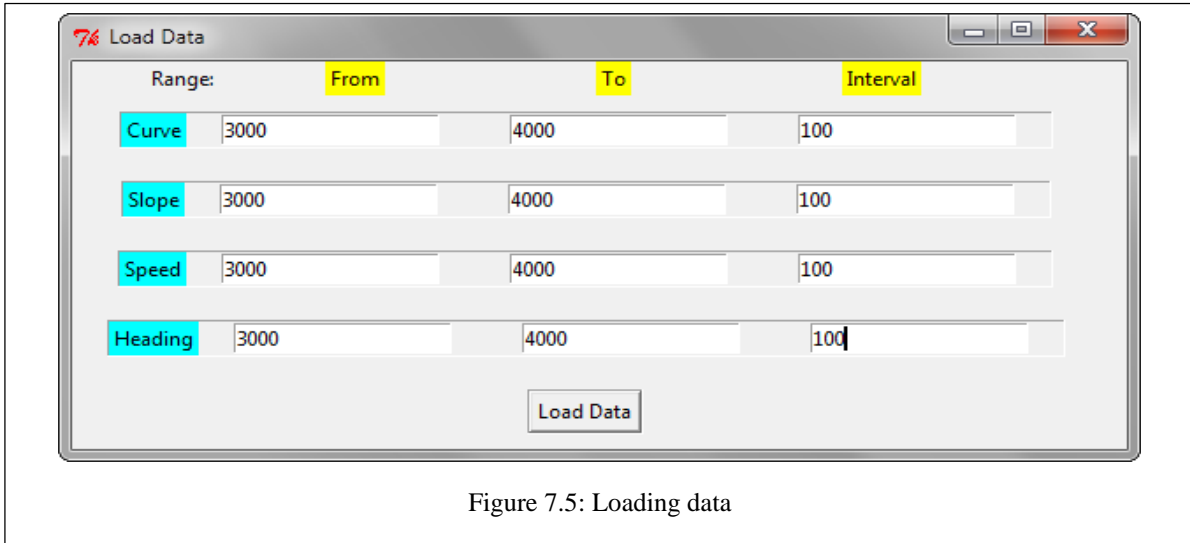 Load Data
Range: From To Interval
Curve 3000 4000 100
Slope 3000 4000 100
Speed 3000 4000 100
Heading 3000 4000 100
Load Data
Figure 7.5: Loading data